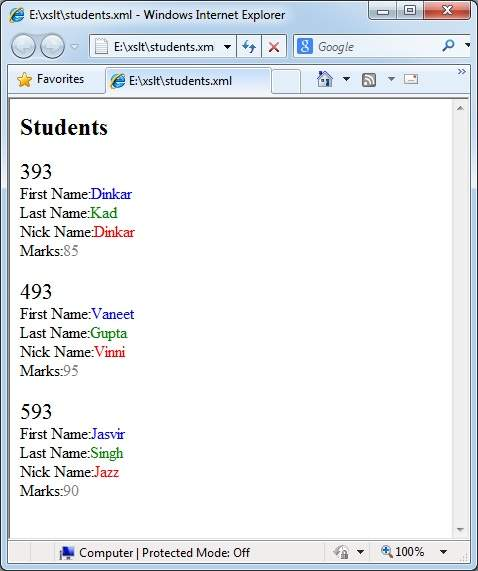 E:\xslt\students.xml - Windows Internet Explorer
E:\xslt\students.xm
Google
Favorites
E:\xslt\students.xml
»
Students
393
First Name:Dinkar
Last Name:Kad
Nick Name:Dinkar
Marks:85
493
First Name:Vaneet
Last Name:Gupta
Nick Name:Vinni
Marks:95
593
First Name:Jasvir
Last Name:Singh
Nick Name:Jazz
Marks:90
Computer | Protected Mode: Off
100%